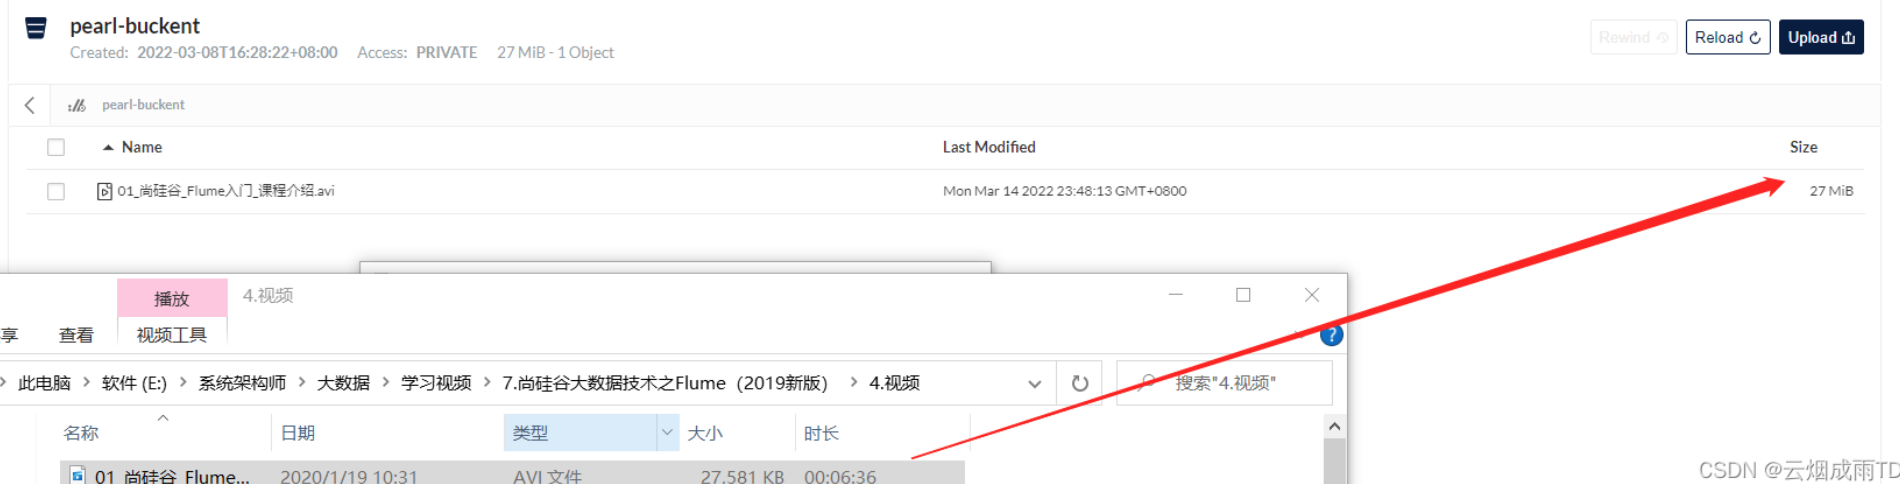 pearl-buckent
Created: 2022-03-08T16:28:22+08:00 Access: PRIVATE 27 MiB - 1 Object
Rewind Reload Upload
pearl-buckent
Name Last Modified Size
01_尚硅谷_Flume入门_课程介绍.avi Mon Mar 14 2022 23:48:13 GMT+0800 27 MiB
播放 4.视频
享 查看 视频工具
此电脑 › 软件 (E:) › 系统架构师 › 大数据 › 学习视频 › 7.尚硅谷大数据技术之Flume（2019新版） › 4.视频 搜索"4.视频"
名称 日期 类型 大小 时长
01_尚硅谷_Flume... 2020/1/19 10:31 AVI 文件 27,581 KB 00:06:36
CSDN @云烟成雨TD